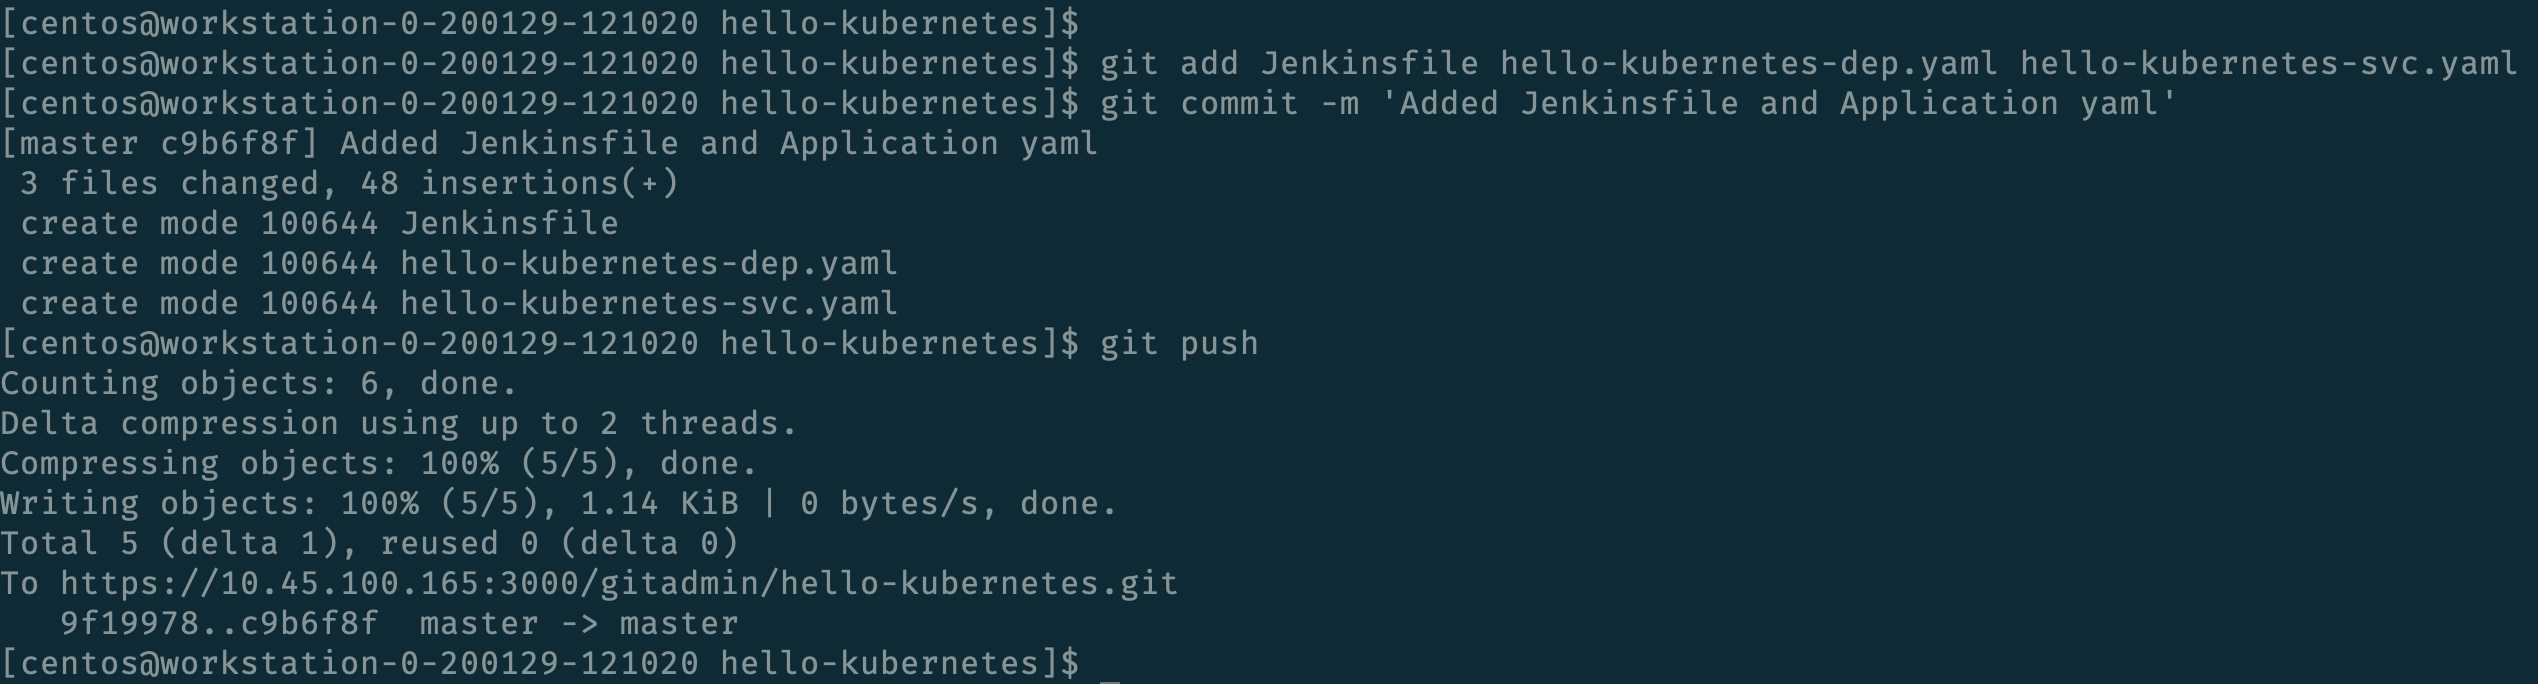 [centos@workstation-0-200129-121020 hello-kubernetes]$
[centos@workstation-0-200129-121020 hello-kubernetes]$ git add Jenkinsfile hello-kubernetes-dep.yaml hello-kubernetes-svc.yaml
[centos@workstation-0-200129-121020 hello-kubernetes]$ git commit -m 'Added Jenkinsfile and Application yaml'
[master c9b6f8f] Added Jenkinsfile and Application yaml
 3 files changed, 48 insertions(+)
 create mode 100644 Jenkinsfile
 create mode 100644 hello-kubernetes-dep.yaml
 create mode 100644 hello-kubernetes-svc.yaml
[centos@workstation-0-200129-121020 hello-kubernetes]$ git push
Counting objects: 6, done.
Delta compression using up to 2 threads.
Compressing objects: 100% (5/5), done.
Writing objects: 100% (5/5), 1.14 KiB | 0 bytes/s, done.
Total 5 (delta 1), reused 0 (delta 0)
To https://10.45.100.165:3000/gitadmin/hello-kubernetes.git
   9f19978..c9b6f8f  master -> master
[centos@workstation-0-200129-121020 hello-kubernetes]$ _